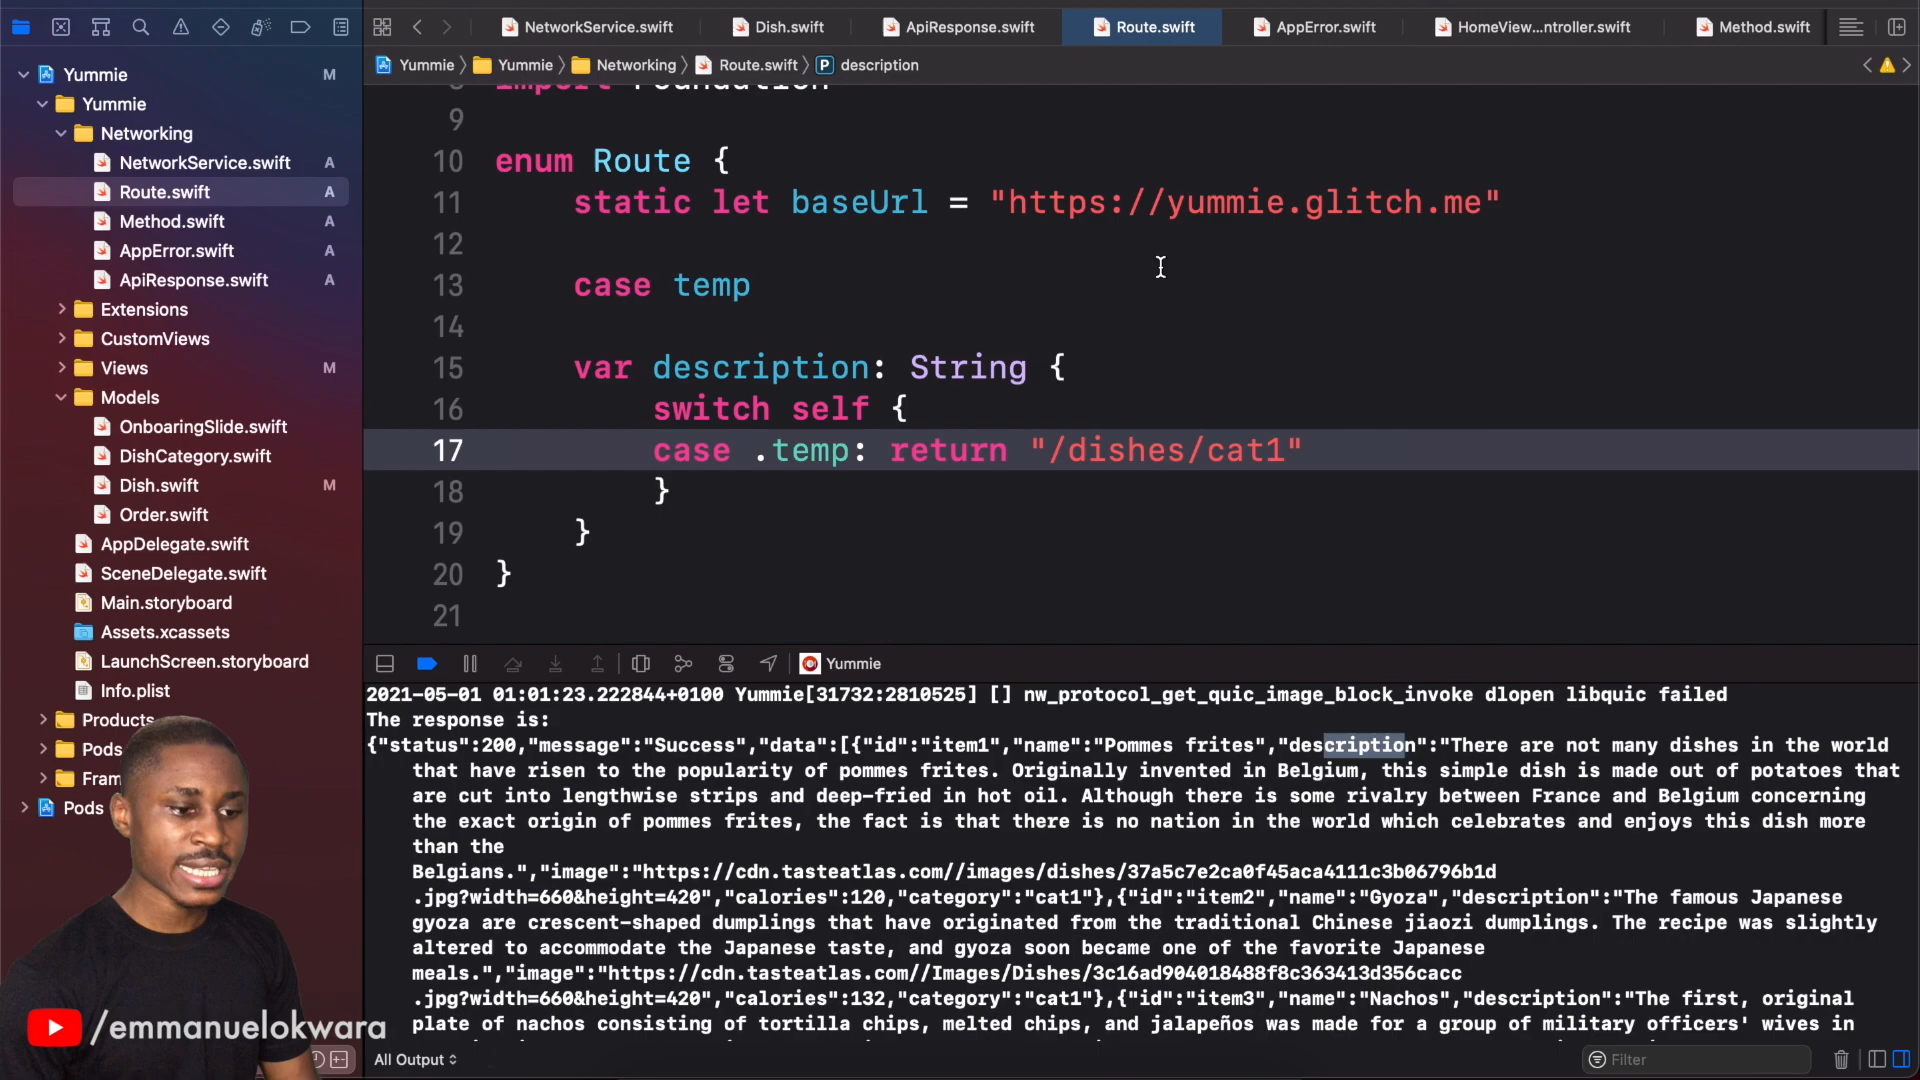 NetworkService.swift
Dish.swift
ApiResponse.swift
Route.swift
AppError.swift
HomeView...ntroller.swift
Method.swift
Yummie
Yummie
Networking
Route.swift
P description
Yummie M
Yummie
Networking
NetworkService.swift A
Route.swift A
Method.swift A
AppError.swift A
ApiResponse.swift A
Extensions
CustomViews
Views M
Models
OnboaringSlide.swift
DishCategory.swift
Dish.swift M
Order.swift
AppDelegate.swift
SceneDelegate.swift
Main.storyboard
Assets.xcassets
LaunchScreen.storyboard
Info.plist
Products
Pods
Fram
Pods
8 import Foundation
9
10 enum Route {
11 static let baseUrl = "https://yummie.glitch.me"
12
13 case temp
14
15 var description: String {
16 switch self {
17 case .temp: return "/dishes/cat1"
18 }
19 }
20 }
21
Yummie
2021-05-01 01:01:23.222844+0100 Yummie[31732:2810525] [] nw_protocol_get_quic_image_block_invoke dlopen libquic failed
The response is:
{"status":200,"message":"Success","data":[{"id":"item1","name":"Pommes frites","description":"There are not many dishes in the world
that have risen to the popularity of pommes frites. Originally invented in Belgium, this simple dish is made out of potatoes that
are cut into lengthwise strips and deep-fried in hot oil. Although there is some rivalry between France and Belgium concerning
the exact origin of pommes frites, the fact is that there is no nation in the world which celebrates and enjoys this dish more
than the
Belgians.","image":"https://cdn.tasteatlas.com//images/dishes/37a5c7e2ca0f45aca4111c3b06796b1d
.jpg?width=660&height=420","calories":120,"category":"cat1"},{"id":"item2","name":"Gyoza","description":"The famous Japanese
gyoza are crescent-shaped dumplings that have originated from the traditional Chinese jiaozi dumplings. The recipe was slightly
altered to accommodate the Japanese taste, and gyoza soon became one of the favorite Japanese
meals.","image":"https://cdn.tasteatlas.com//Images/Dishes/3c16ad904018488f8c363413d356cacc
.jpg?width=660&height=420","calories":132,"category":"cat1"},{"id":"item3","name":"Nachos","description":"The first, original
plate of nachos consisting of tortilla chips, melted chips, and jalapeños was made for a group of military officers' wives in
/emmanuelokwara
All Output
Filter